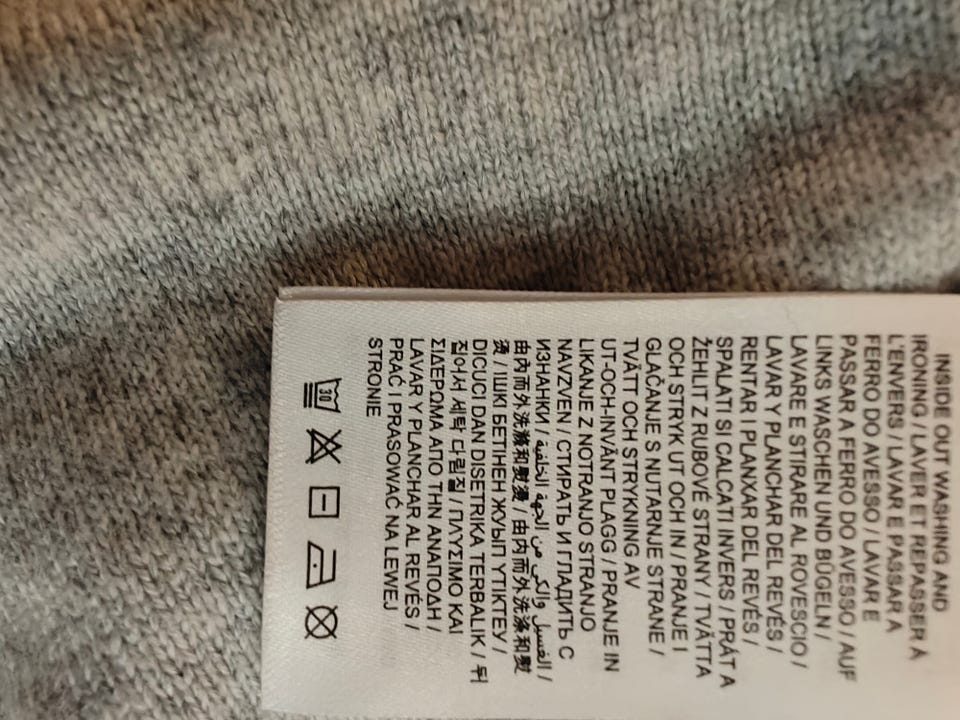 INSIDE OUT WASHING AND
IRONING / LAVER ET REPASSER À
L'ENVERS / LAVAR E PASSAR A
FERRO DO AVESSO / LAVAR E
PASSAR A FERRO DO AVESSO / AUF
LINKS WASCHEN UND BÜGELN /
LAVARE E STIRARE AL ROVESCIO /
LAVAR Y PLANCHAR DEL REVÉS /
RENTAR I PLANXAR DEL REVÉS /
SPALATI SI CALCATI INVERS / PRÁT A
ŽEHLIT Z RUBOVÉ STRANY / TVÄTTA
OCH STRYK UT OCH IN / PRANJE I
GLAČANJE S NUTARNJE STRANE /
TVÄTT OCH STRYKNING AV
UT-OCH-INVÄNT PLAGG / PRANJE IN
LIKANJE Z NOTRANJO STRANJO
NAVZVEN / СТИРАТЬ И ГЛАДИТЬ С
ИЗНАНКИ / الغسيل والكي من الجهة الخلفية /
由內而外洗滌和熨燙 / 由内而外洗涤和熨
烫 / ІШКІ БЕТІНЕН ЖУЫП ҮТІКТЕУ /
DICUCI DAN DISETRIKA TERBALIK / 뒤
집어서 세탁 다림질 / ΠΛΥΣΙΜΟ ΚΑΙ
ΣΙΔΕΡΩΜΑ ΑΠΟ ΤΗΝ ΑΝΑΠΟΔΗ /
LAVAR Y PLANCHAR AL REVÉS /
PRAĆ I PRASOWAĆ NA LEWEJ
STRONIE
30